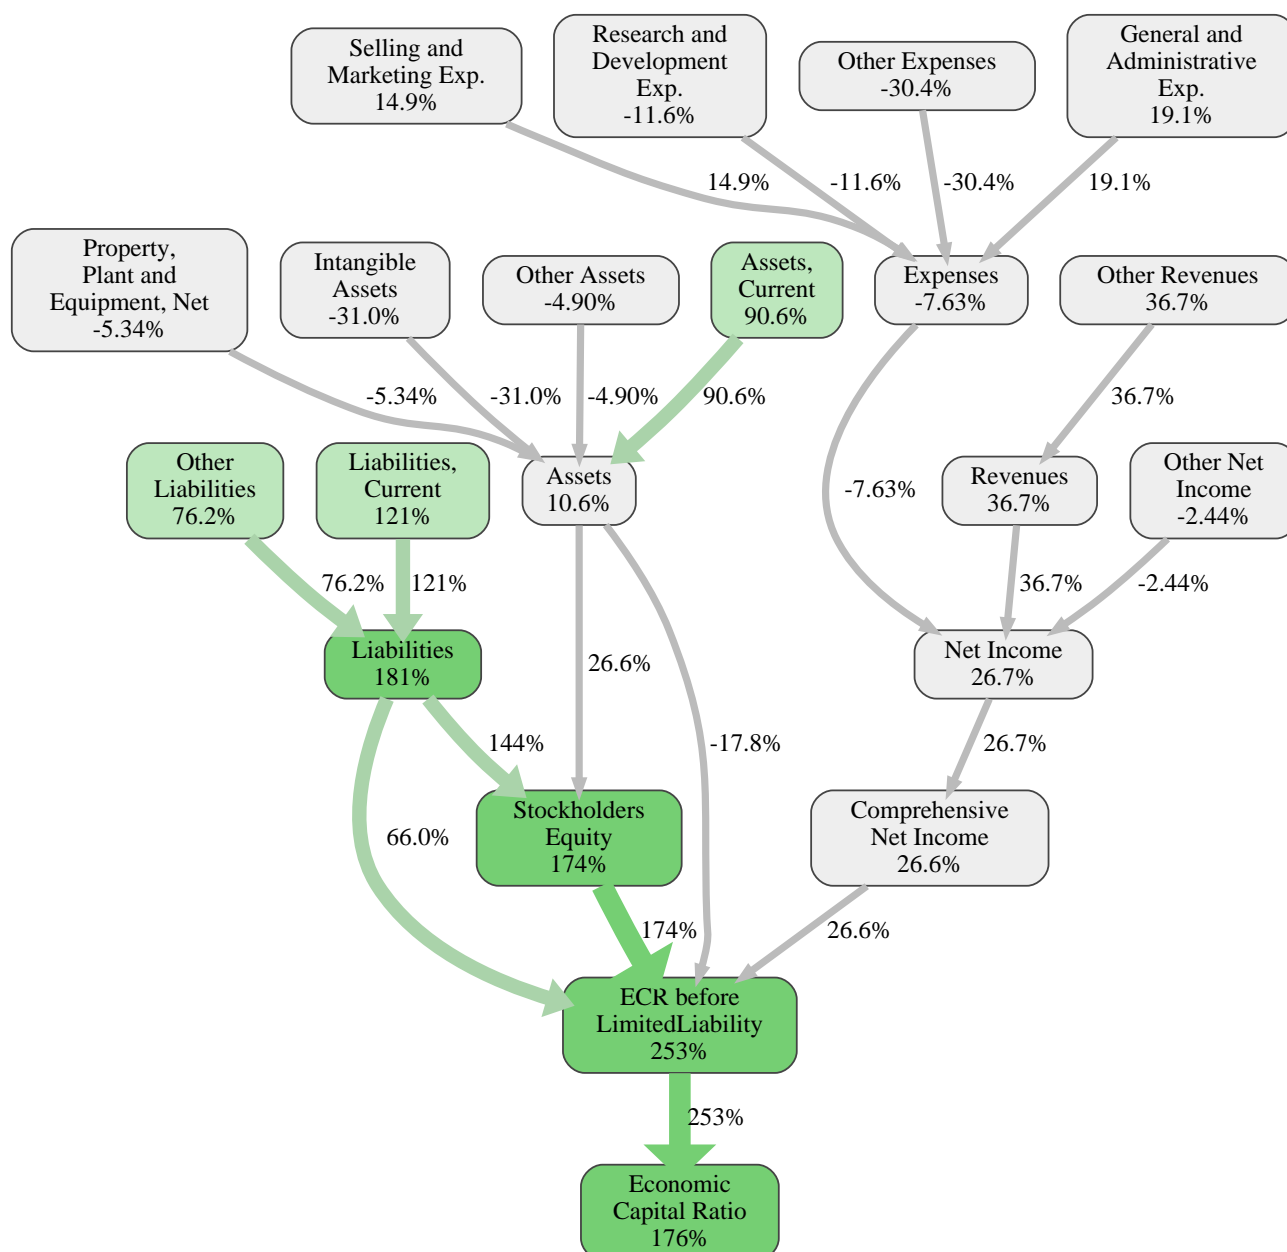 Selling and
Marketing Exp.
14.9%
Research and
Development
Exp.
-11.6%
Other Expenses
-30.4%
General and
Administrative
Exp.
19.1%
14.9%
-11.6%
-30.4%
19.1%
Property,
Plant and
Equipment, Net
-5.34%
Intangible
Assets
-31.0%
Other Assets
-4.90%
Assets,
Current
90.6%
Expenses
-7.63%
Other Revenues
36.7%
-5.34%
-31.0%
-4.90%
90.6%
36.7%
Other
Liabilities
76.2%
Liabilities,
Current
121%
Assets
10.6%
-7.63%
Revenues
36.7%
Other Net
Income
-2.44%
76.2%
121%
36.7%
-2.44%
Liabilities
181%
26.6%
Net Income
26.7%
144%
-17.8%
26.7%
66.0%
Stockholders
Equity
174%
Comprehensive
Net Income
26.6%
174%
26.6%
ECR before
LimitedLiability
253%
253%
Economic
Capital Ratio
176%